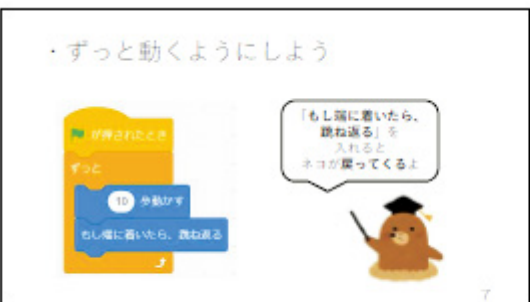 ・ずっと動くようにしよう
が押されたとき
ずっと
10 歩動かす
もし端に着いたら、跳ね返る
「もし端に着いたら、
跳ね返る」を
入れると
ネコが戻ってくるよ
7